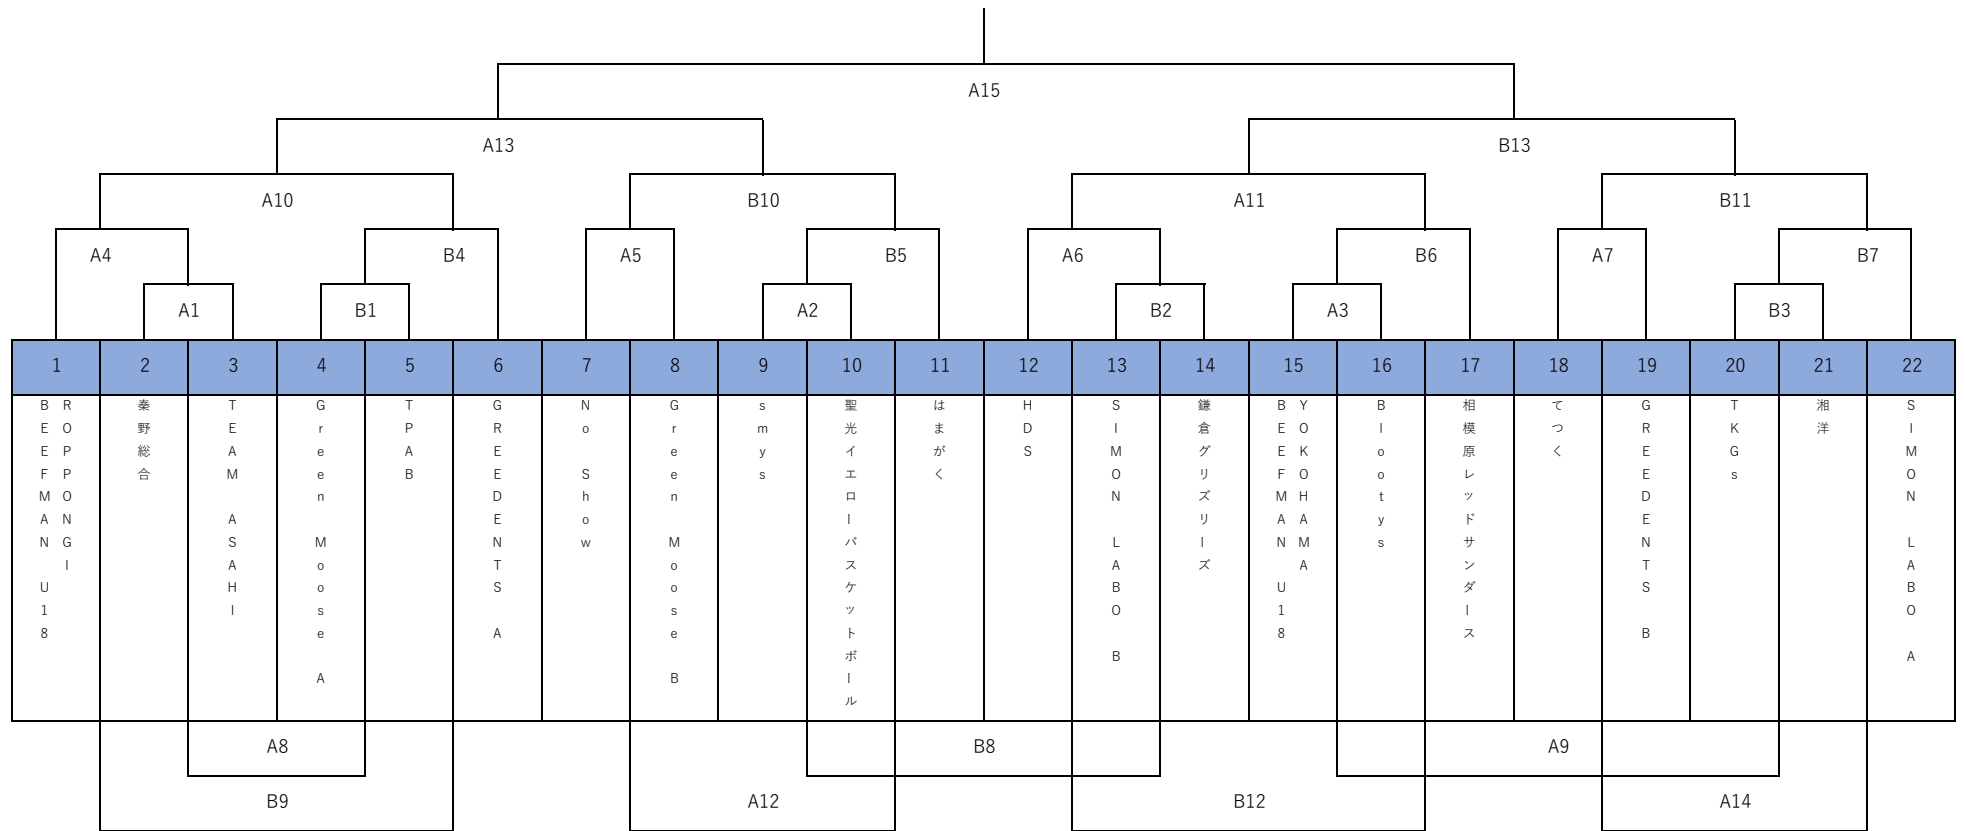 A15
A13 B13
A10 B10 A11 B11
A4 B4 A5 B5 A6 B6 A7 B7
A1 B1 A2 B2 A3 B3
1 2 3 4 5 6 7 8 9 10 11 12 13 14 15 16 17 18 19 20 21 22
ROPPONGI
BEEFMAN U18
秦野総合
TEAM ASAHI
Green Moose A
TPAB
GREEDENTS A
No Show
Green Moose B
smys
聖光イエローバスケットボール
はまがく
HDS
SIMON LABO B
鎌倉グリズリーズ
YOKOHAMA
BEEFMAN U18
Blootys
相模原レッドサンダース
てつく
GREEDENTS B
TKGs
湘洋
SIMON LABO A
A8 B8 A9
B9 A12 B12 A14